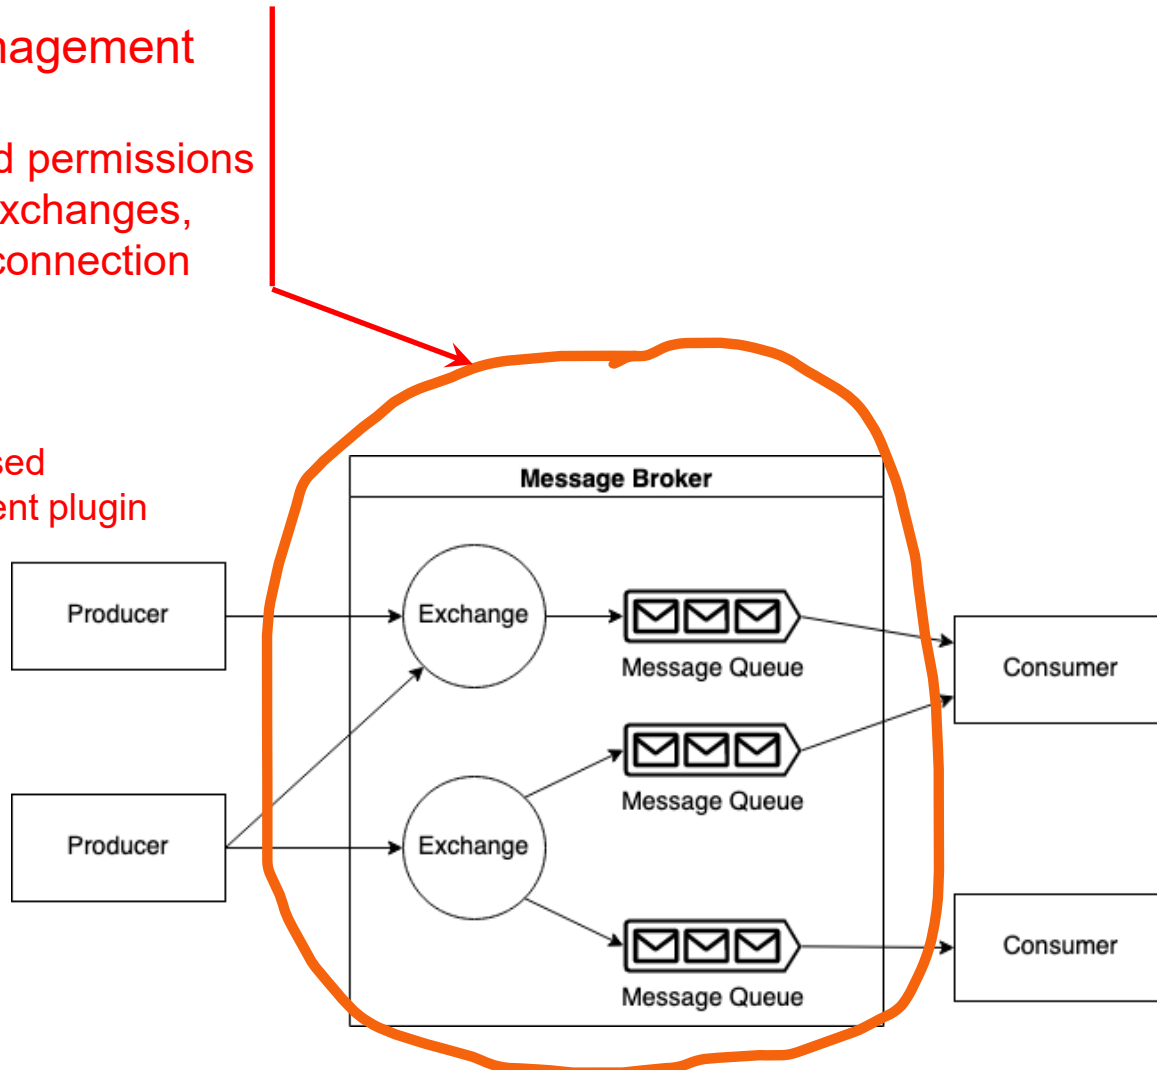 nagement
d permissions
exchanges,
connection
sed
ent plugin
Message Broker
Producer
Exchange
Message Queue
Consumer
Message Queue
Producer
Exchange
Message Queue
Consumer